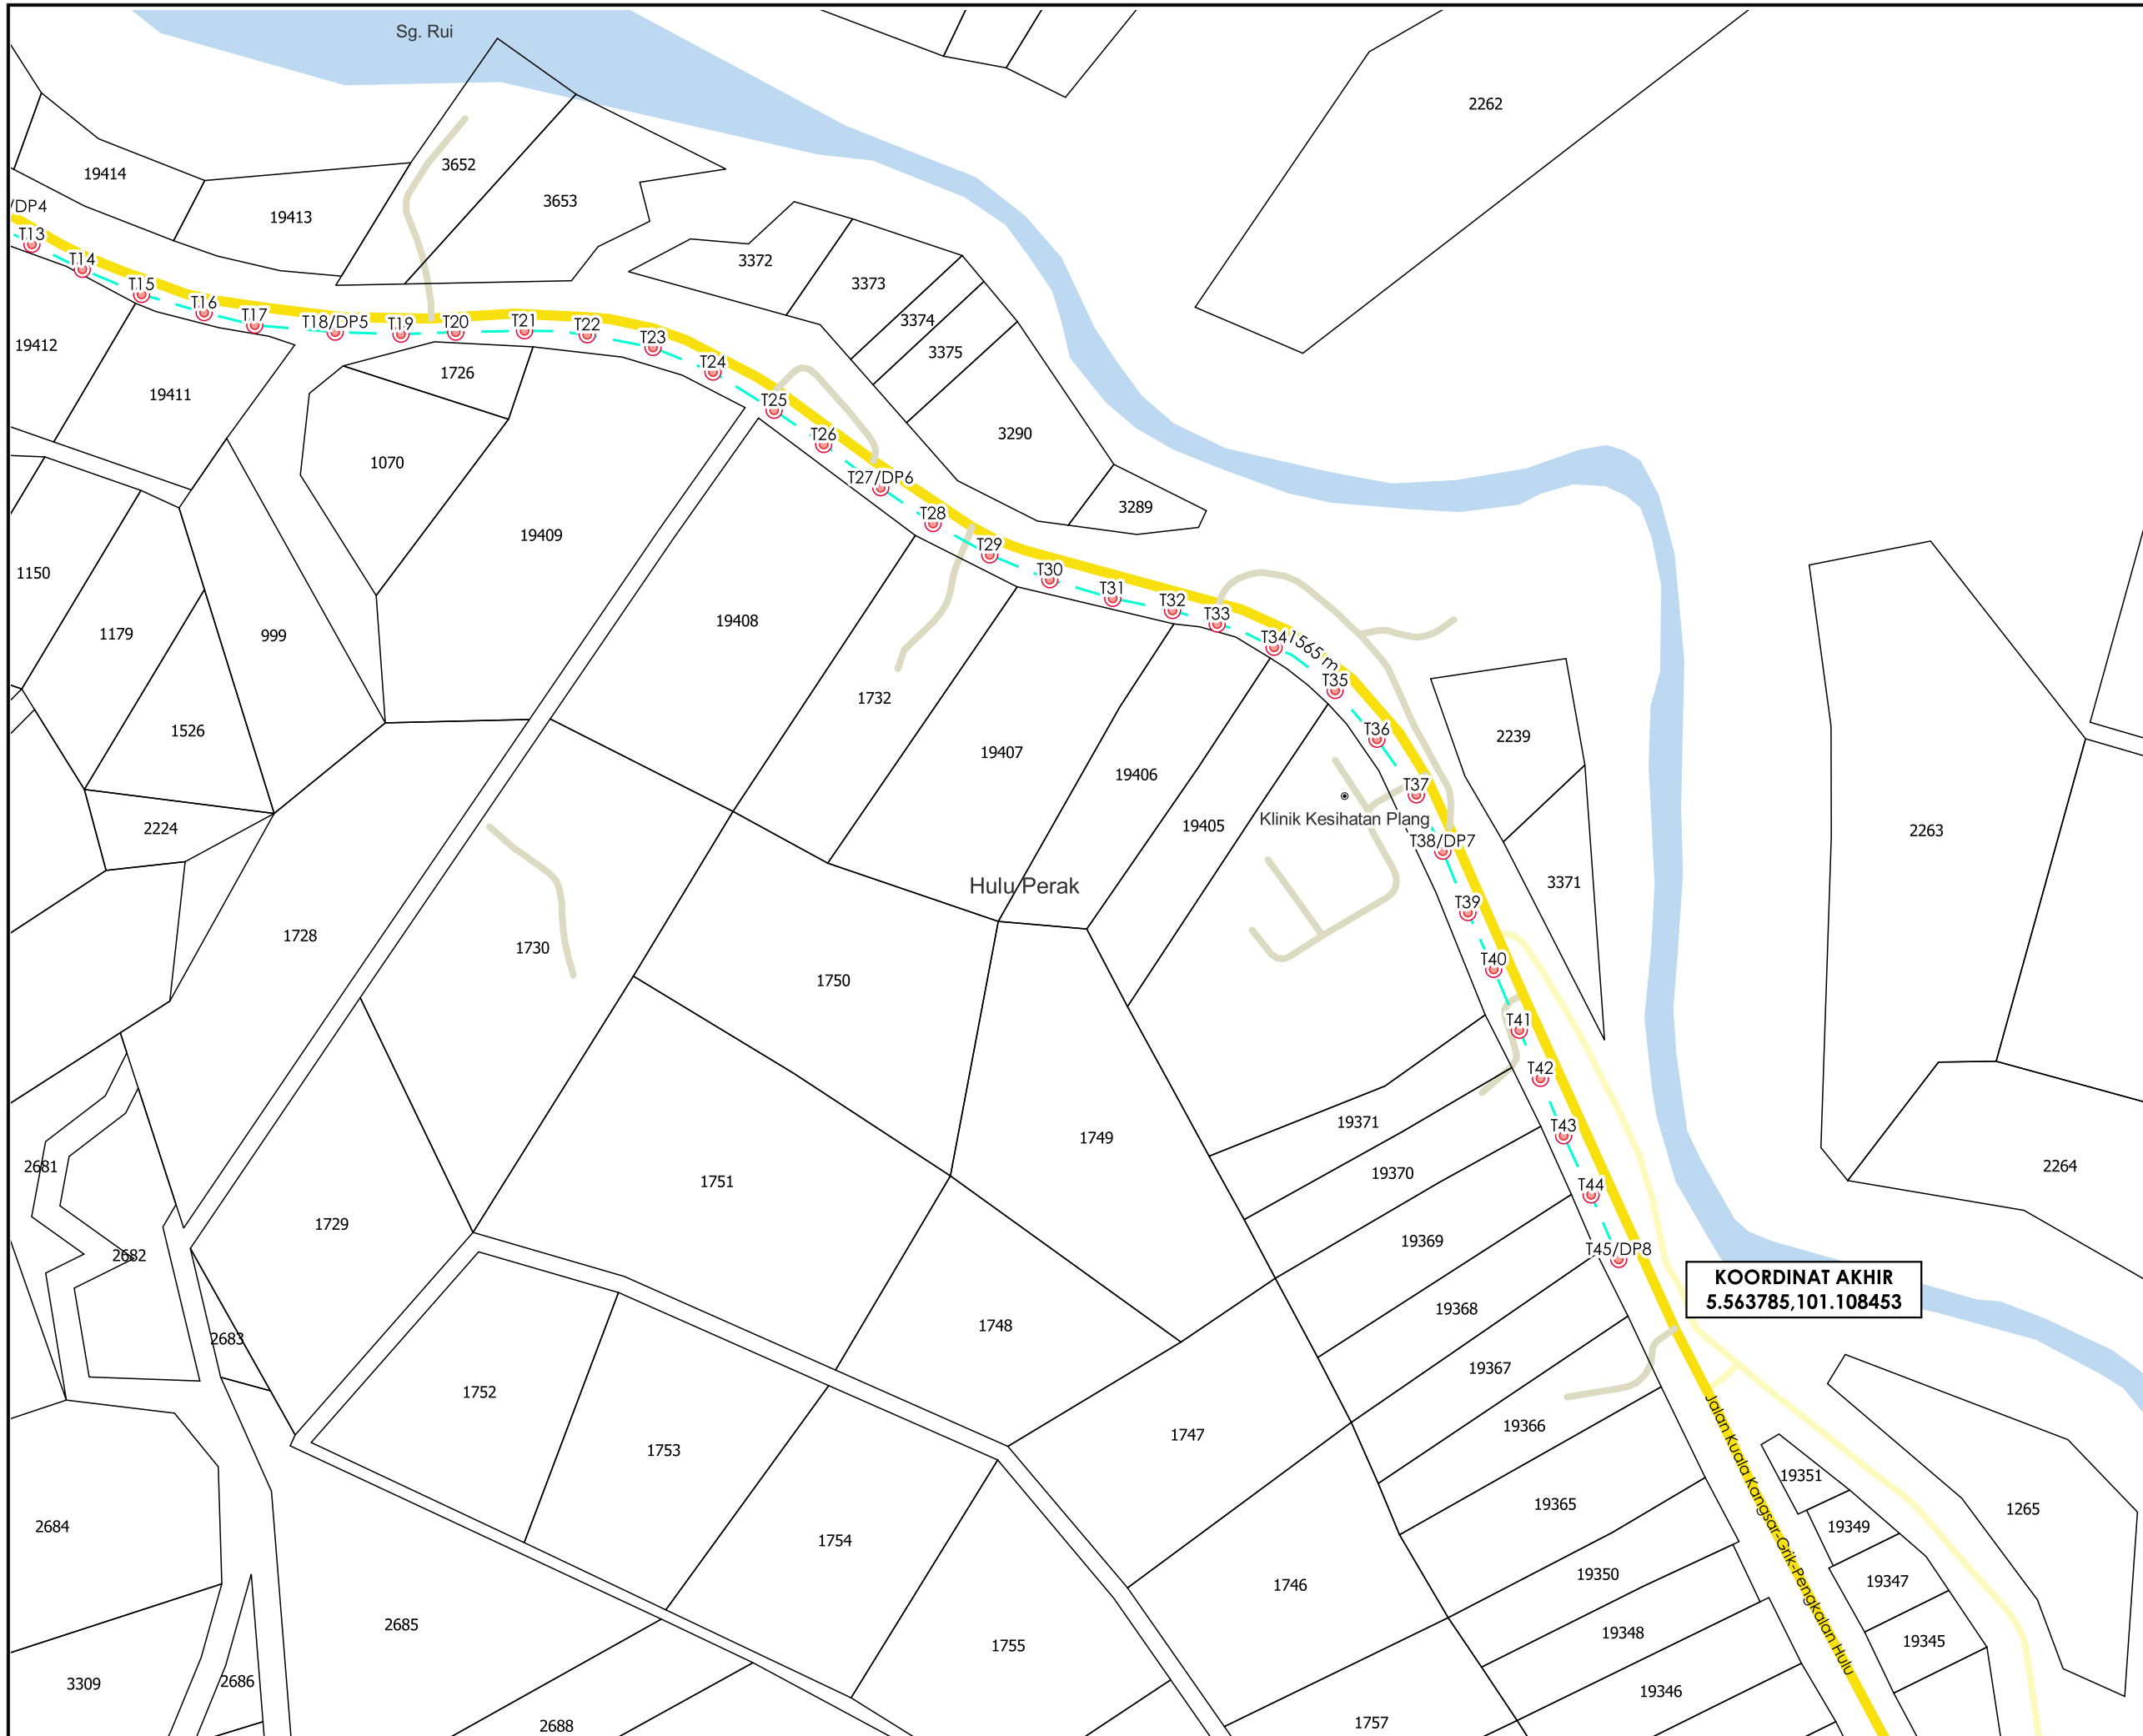 Sg. Rui
2262
3652
19414
3653
/DP4
19413
T13
3372
T14
3373
T15
T16
T17
3374
T18/DP5
T19
T20
T21
T22
T23
19412
3375
T24
1726
19411
T25
T26
3290
1070
T27/DP6
3289
T28
19409
T29
1150
T30
T31
T32
T33
19408
1179
999
T34
1565 m
T35
1732
1526
T36
2239
19407
19406
T37
Klinik Kesihatan Plang
19405
2224
2263
T38/DP7
3371
Hulu Perak
T39
1728
1730
T40
1750
T41
T42
19371
T43
1749
2681
2264
19370
1751
T44
1729
19369
T45/DP8
2682
KOORDINAT AKHIR
5.563785,101.108453
19368
1748
2683
19367
1752
Jalan Kuala Kangsar-Grik-Pengkalan Hulu
19366
1747
1753
19351
19365
1265
2684
19349
1754
19350
19347
1746
2685
19348
19345
1755
2686
3309
19346
1757
2688